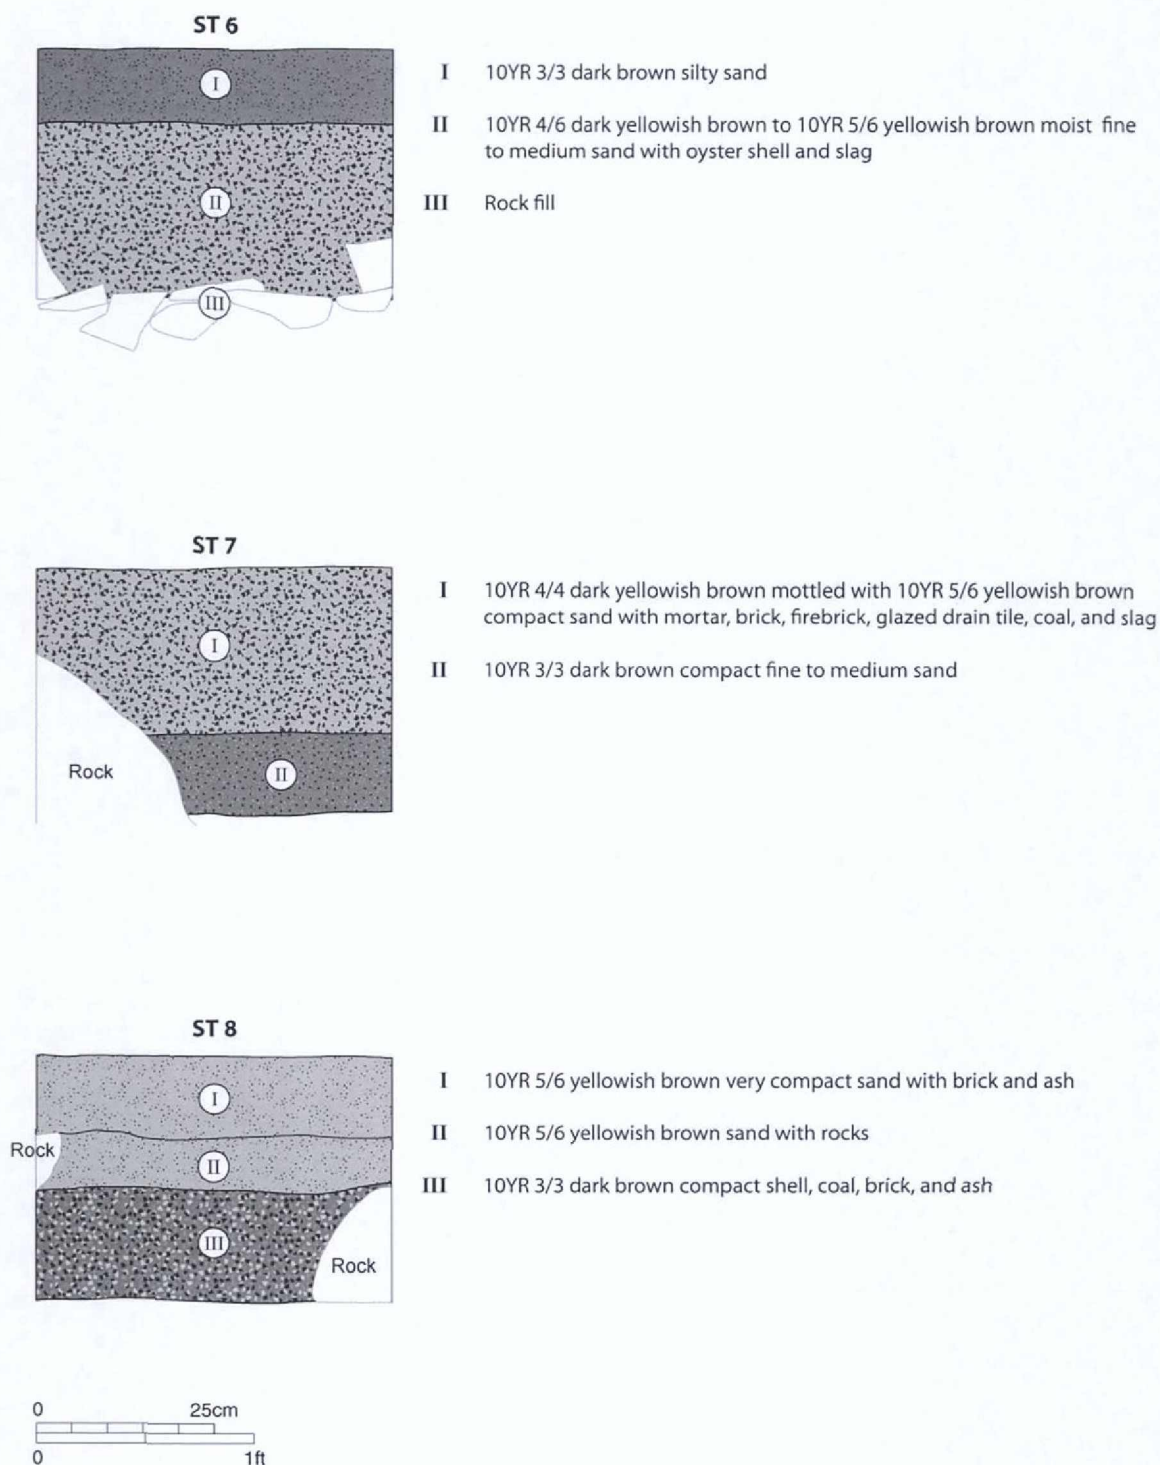 ST 6
I
II
III
I 10YR 3/3 dark brown silty sand
II 10YR 4/6 dark yellowish brown to 10YR 5/6 yellowish brown moist fine
to medium sand with oyster shell and slag
III Rock fill
ST 7
I
Rock
II
I 10YR 4/4 dark yellowish brown mottled with 10YR 5/6 yellowish brown
compact sand with mortar, brick, firebrick, glazed drain tile, coal, and slag
II 10YR 3/3 dark brown compact fine to medium sand
ST 8
I
Rock
II
III
Rock
I 10YR 5/6 yellowish brown very compact sand with brick and ash
II 10YR 5/6 yellowish brown sand with rocks
III 10YR 3/3 dark brown compact shell, coal, brick, and ash
0 25cm
0 1ft